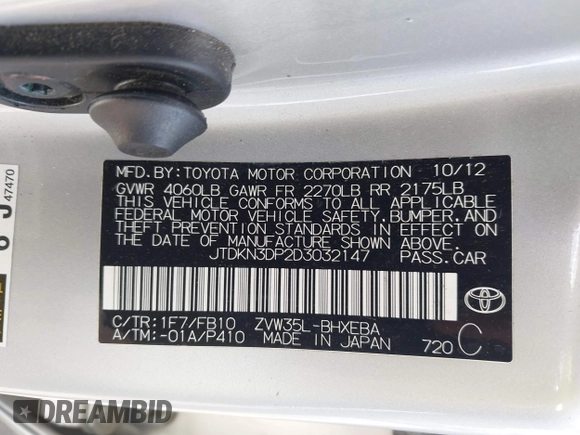 MFD.BY:TOYOTA MOTOR CORPORATION 10/12
GVWR 4060LB GAWR FR 2270LB RR 2175LB
THIS VEHICLE CONFORMS TO ALL APPLICABLE
FEDERAL MOTOR VEHICLE SAFETY,BUMPER,AND
THEFT PREVENTION STANDARDS IN EFFECT ON
THE DATE OF MANUFACTURE SHOWN ABOVE.
JTDKN3DP2D3032147 PASS.CAR
C/TR:1F7/FB10 ZVW35L-BHXEBA
A/TM:-01A/P410 MADE IN JAPAN 720 C
47470
DREAMBID